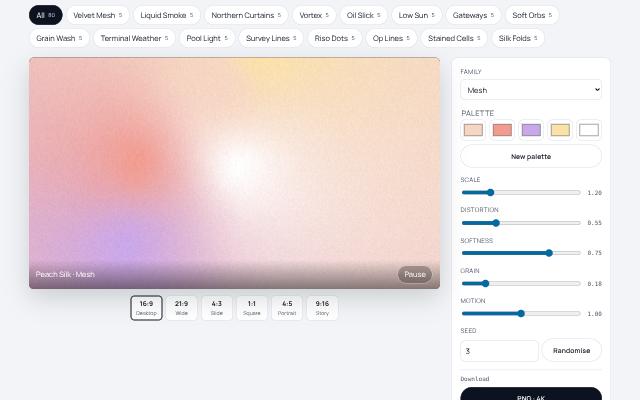 All 80 Velvet Mesh 5 Liquid Smoke 5 Northern Curtains 5 Vortex 5 Oil Slick 5 Low Sun 5 Gateways 5 Soft Orbs 5
Grain Wash 5 Terminal Weather 5 Pool Light 5 Survey Lines 5 Riso Dots 5 Op Lines 5 Stained Cells 5 Silk Folds 5
Peach Silk · Mesh
Pause
16:9 21:9 4:3 1:1 4:5 9:16
Desktop Wide Slide Square Portrait Story
FAMILY
Mesh
PALETTE
New palette
SCALE
1.20
DISTORTION
0.55
SOFTNESS
0.75
GRAIN
0.18
MOTION
1.00
SEED
3 Randomise
Download
PNG · 4K